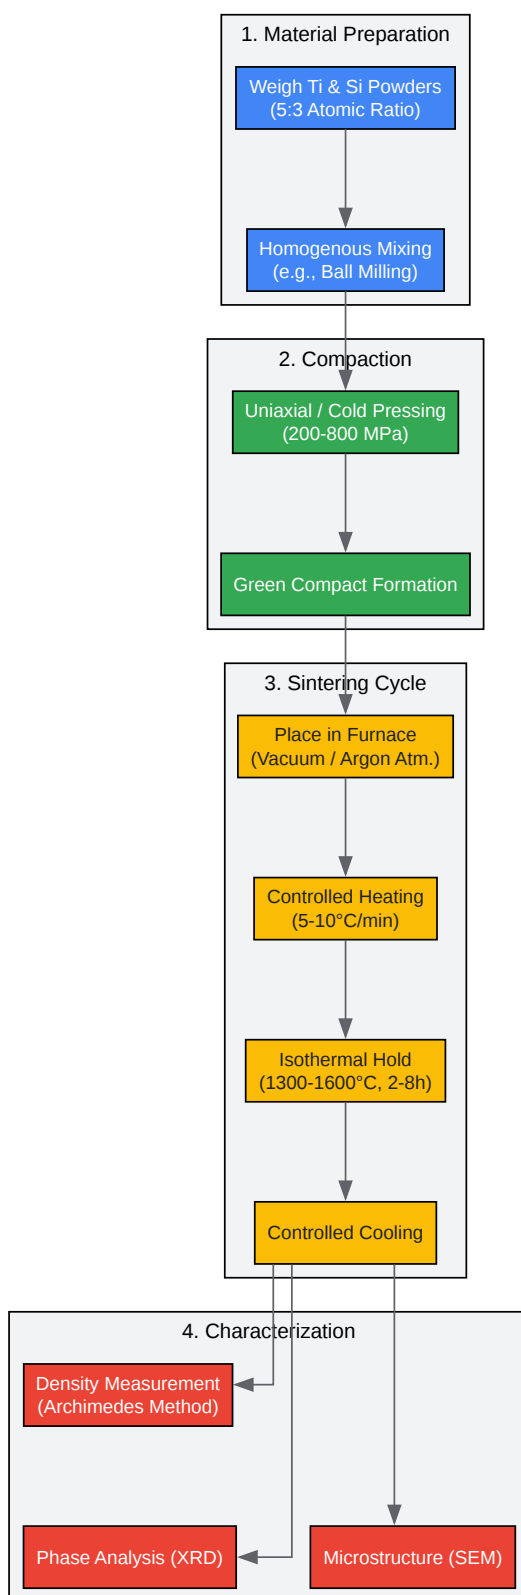 1. Material Preparation
Weigh Ti & Si Powders
(5:3 Atomic Ratio)
Homogenous Mixing
(e.g., Ball Milling)
2. Compaction
Uniaxial / Cold Pressing
(200-800 MPa)
Green Compact Formation
3. Sintering Cycle
Place in Furnace
(Vacuum / Argon Atm.)
Controlled Heating
(5-10°C/min)
Isothermal Hold
(1300-1600°C, 2-8h)
Controlled Cooling
4. Characterization
Density Measurement
(Archimedes Method)
Phase Analysis (XRD)
Microstructure (SEM)